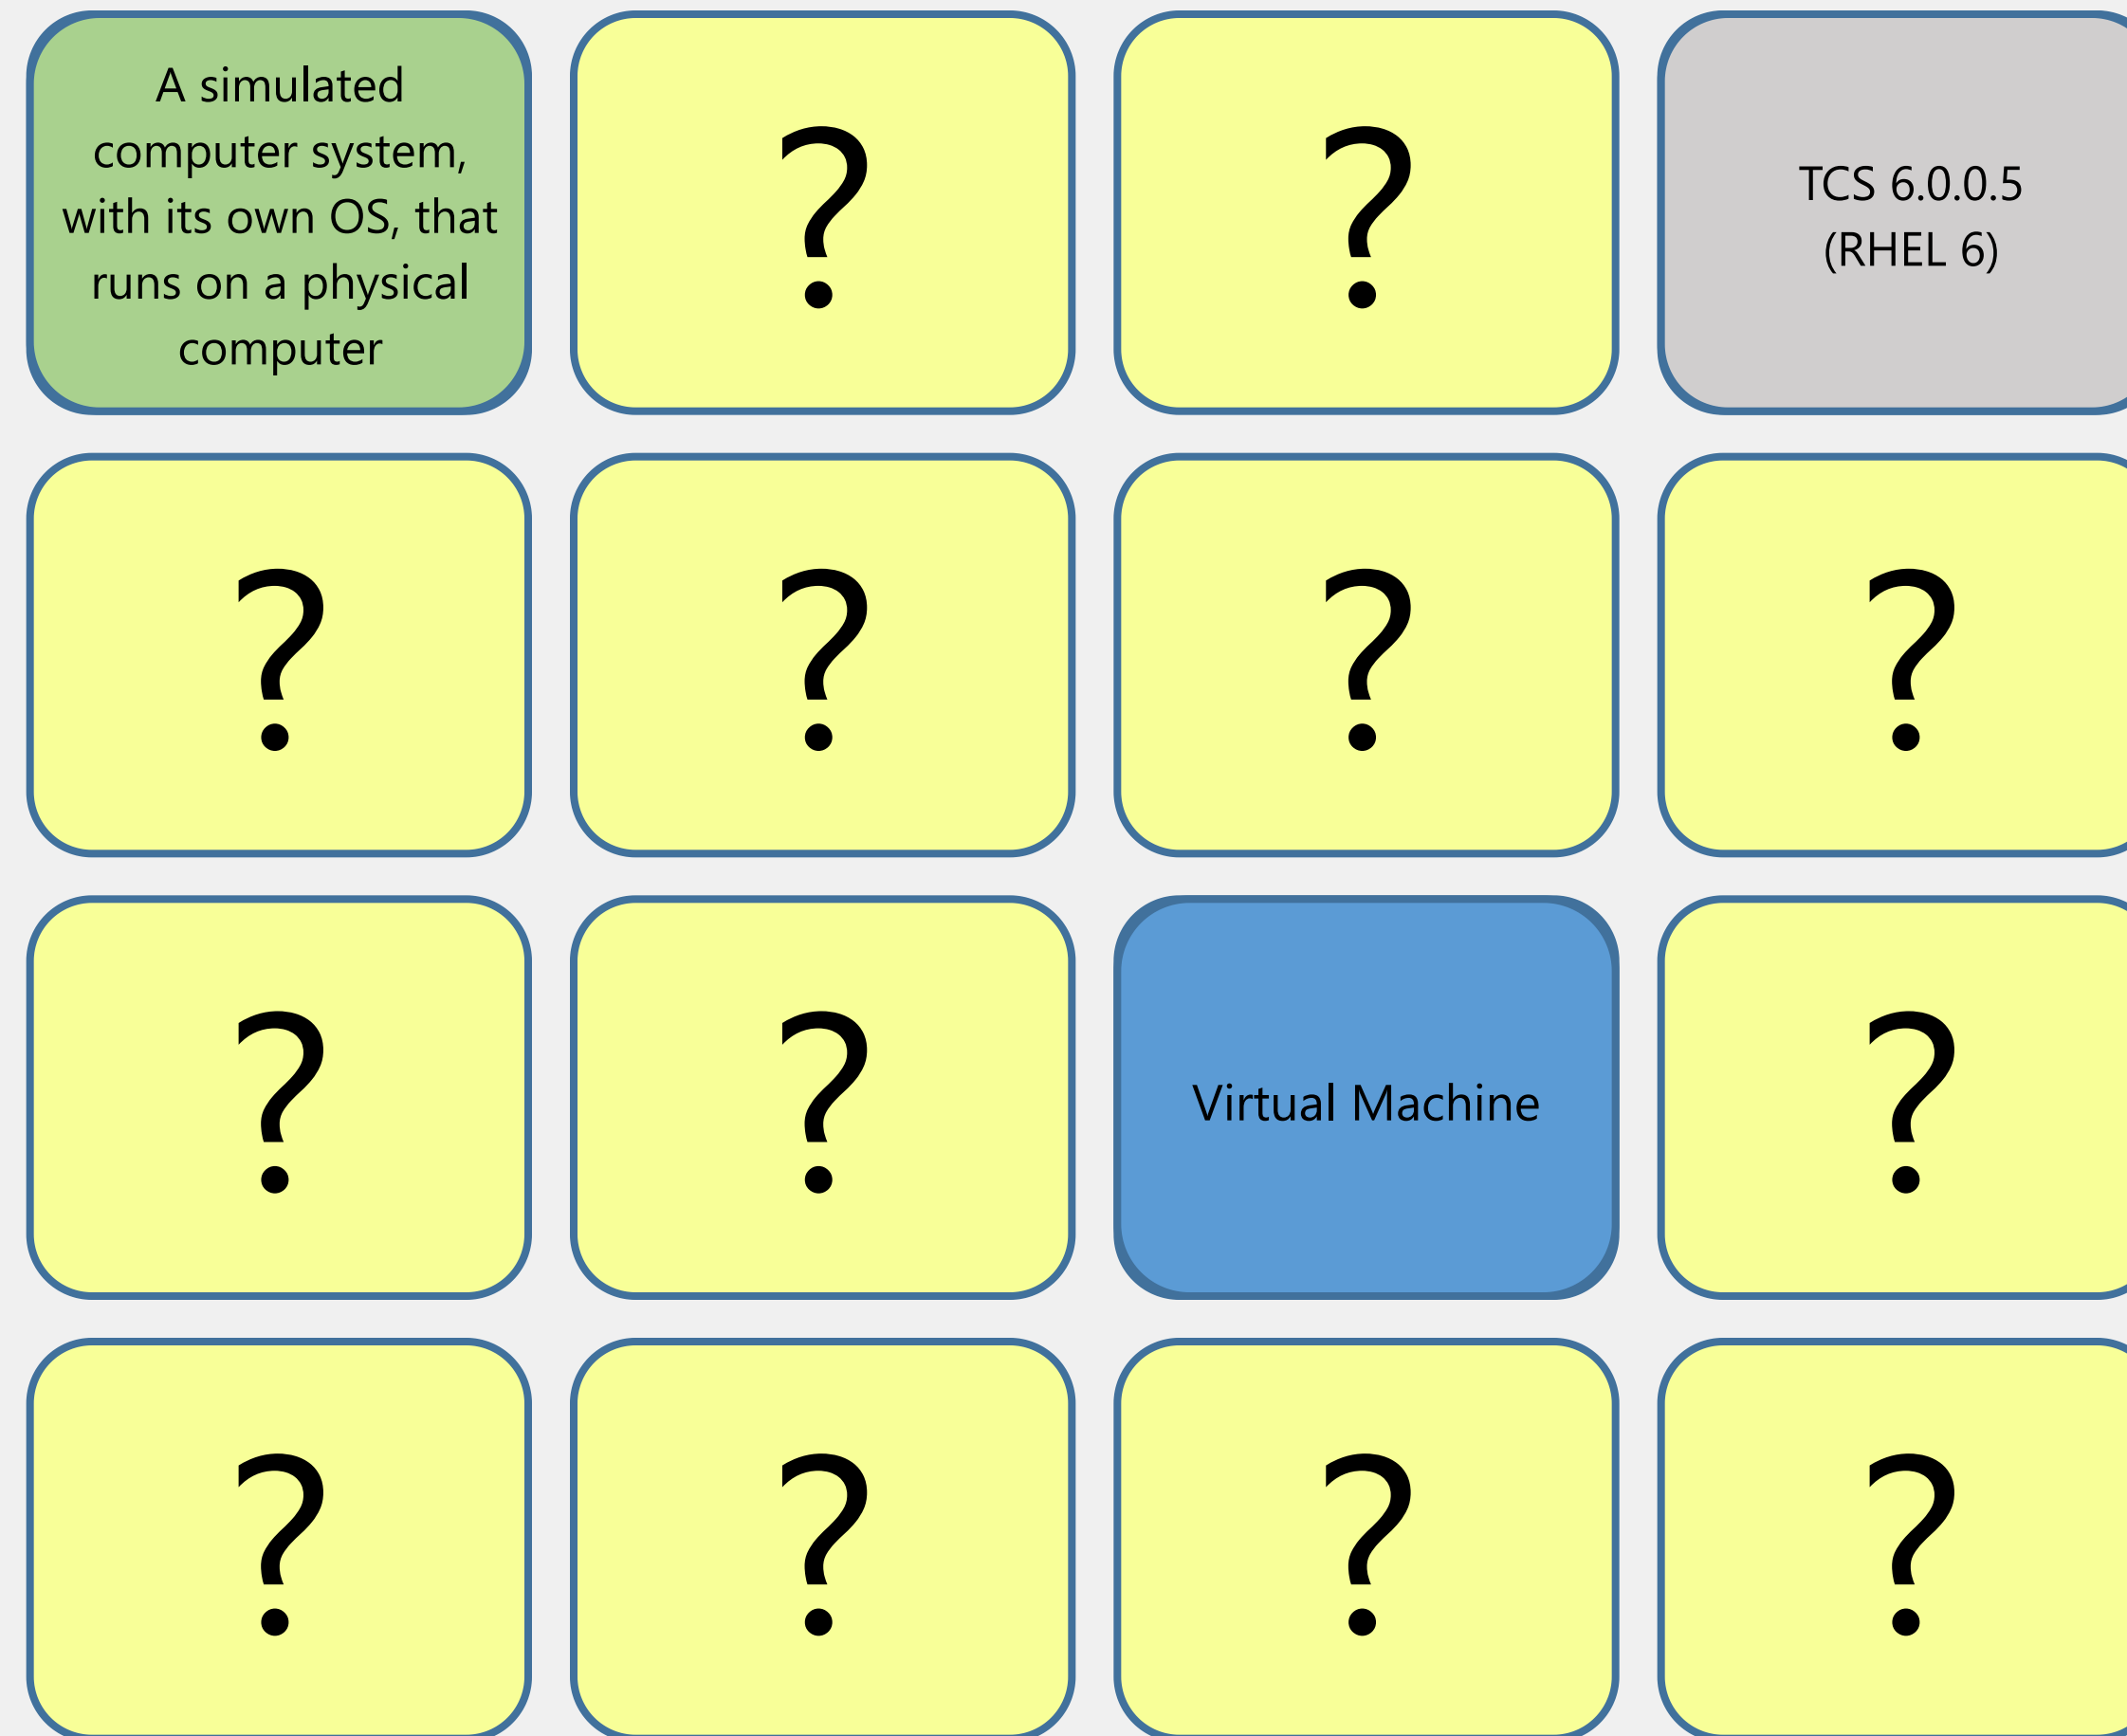 A simulated
computer system,
with its own OS, that
runs on a physical
computer
?
?
TCS 6.0.0.5
(RHEL 6)
?
?
?
?
?
?
Virtual Machine
?
?
?
?
?